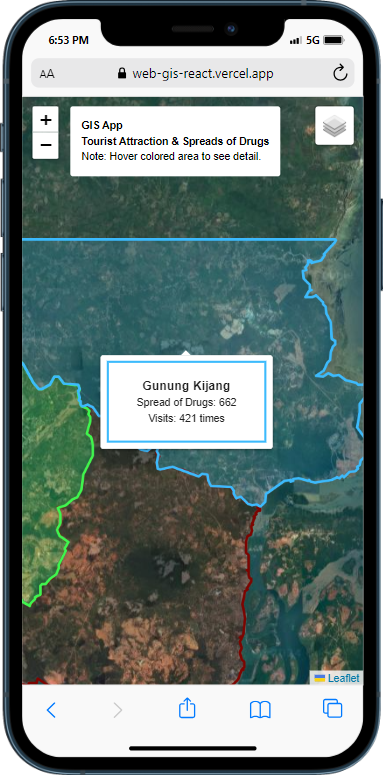 6:53 PM
5G
AA
web-gis-react.vercel.app
+
GIS App
Tourist Attraction & Spreads of Drugs
−
Note: Hover colored area to see detail.
Gunung Kijang
Spread of Drugs: 662
Visits: 421 times
Leaflet